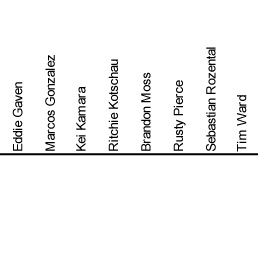 Eddie Gaven
Marcos Gonzalez
Kei Kamara
Ritchie Kotschau
Brandon Moss
Rusty Pierce
Sebastian Rozental
Tim Ward